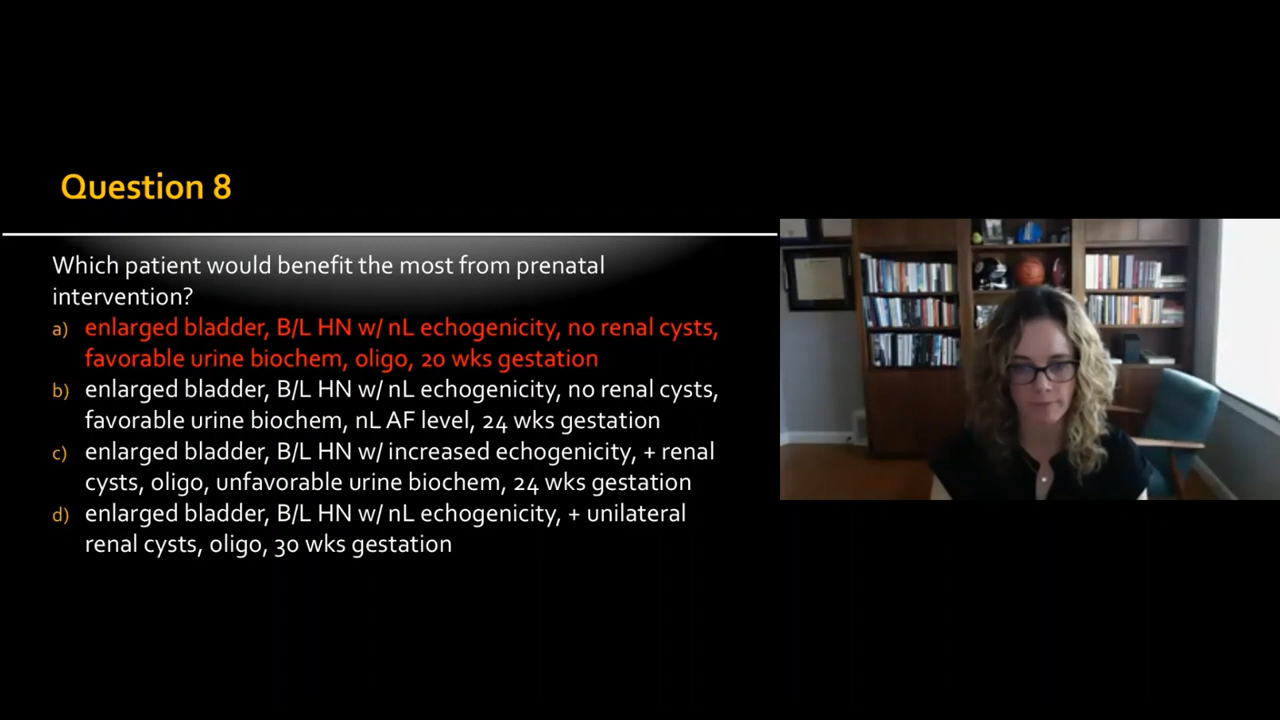 Question 8
Which patient would benefit the most from prenatal
intervention?
a) enlarged bladder, B/L HN w/ nL echogenicity, no renal cysts,
favorable urine biochem, oligo, 20 wks gestation
b) enlarged bladder, B/L HN w/ nL echogenicity, no renal cysts,
favorable urine biochem, nL AF level, 24 wks gestation
c) enlarged bladder, B/L HN w/ increased echogenicity, + renal
cysts, oligo, unfavorable urine biochem, 24 wks gestation
d) enlarged bladder, B/L HN w/ nL echogenicity, + unilateral
renal cysts, oligo, 30 wks gestation